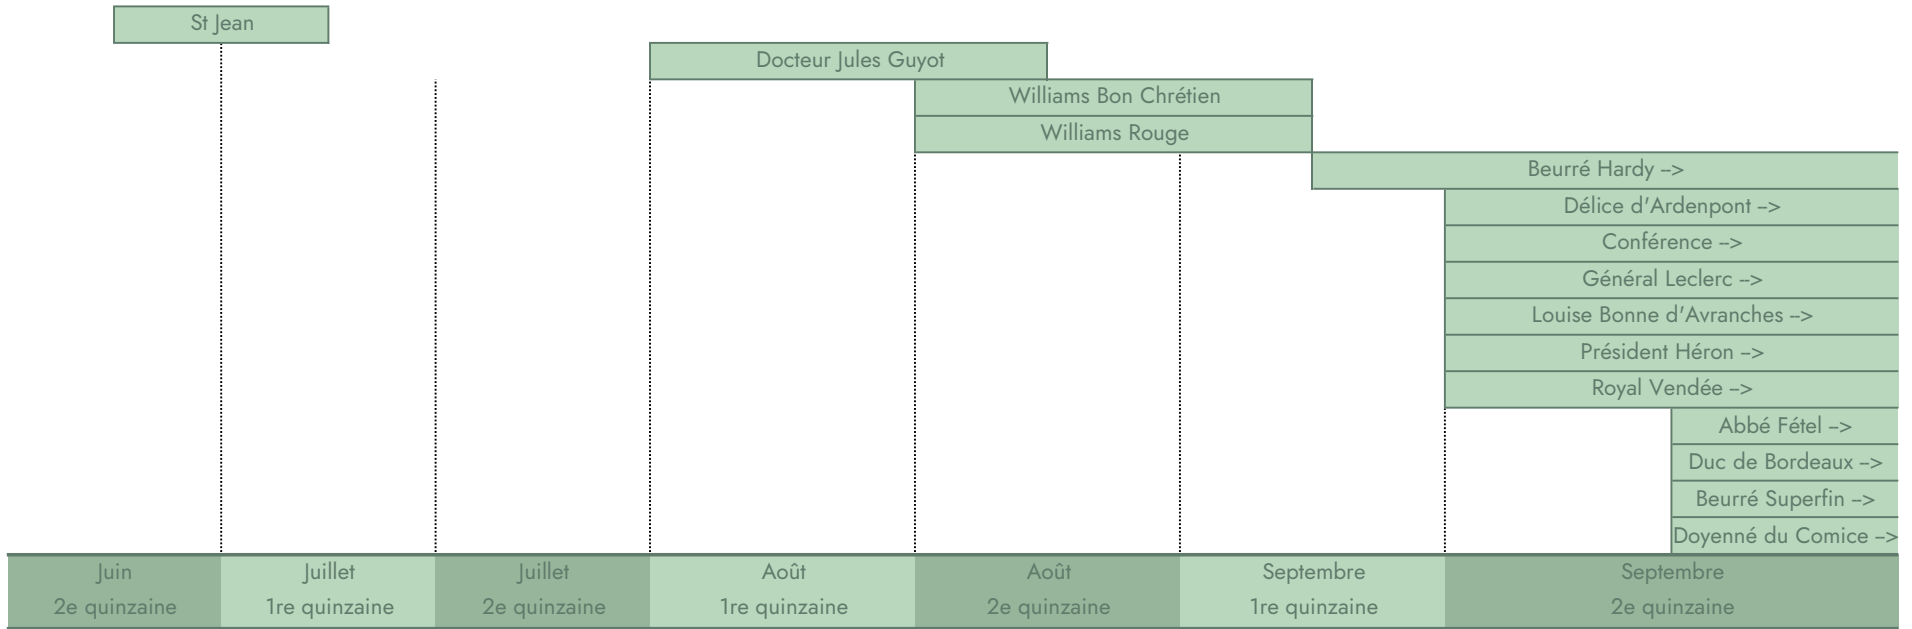 St Jean
Docteur Jules Guyot
Williams Bon Chrétien
Williams Rouge
Beurré Hardy -->
Délice d'Ardenpont -->
Conférence -->
Général Leclerc -->
Louise Bonne d'Avranches -->
Président Héron -->
Royal Vendée -->
Abbé Fétel -->
Duc de Bordeaux -->
Beurré Superfin -->
Doyenné du Comice -->
Juin Juillet Juillet Août Août Septembre Septembre
2e quinzaine 1re quinzaine 2e quinzaine 1re quinzaine 2e quinzaine 1re quinzaine 2e quinzaine